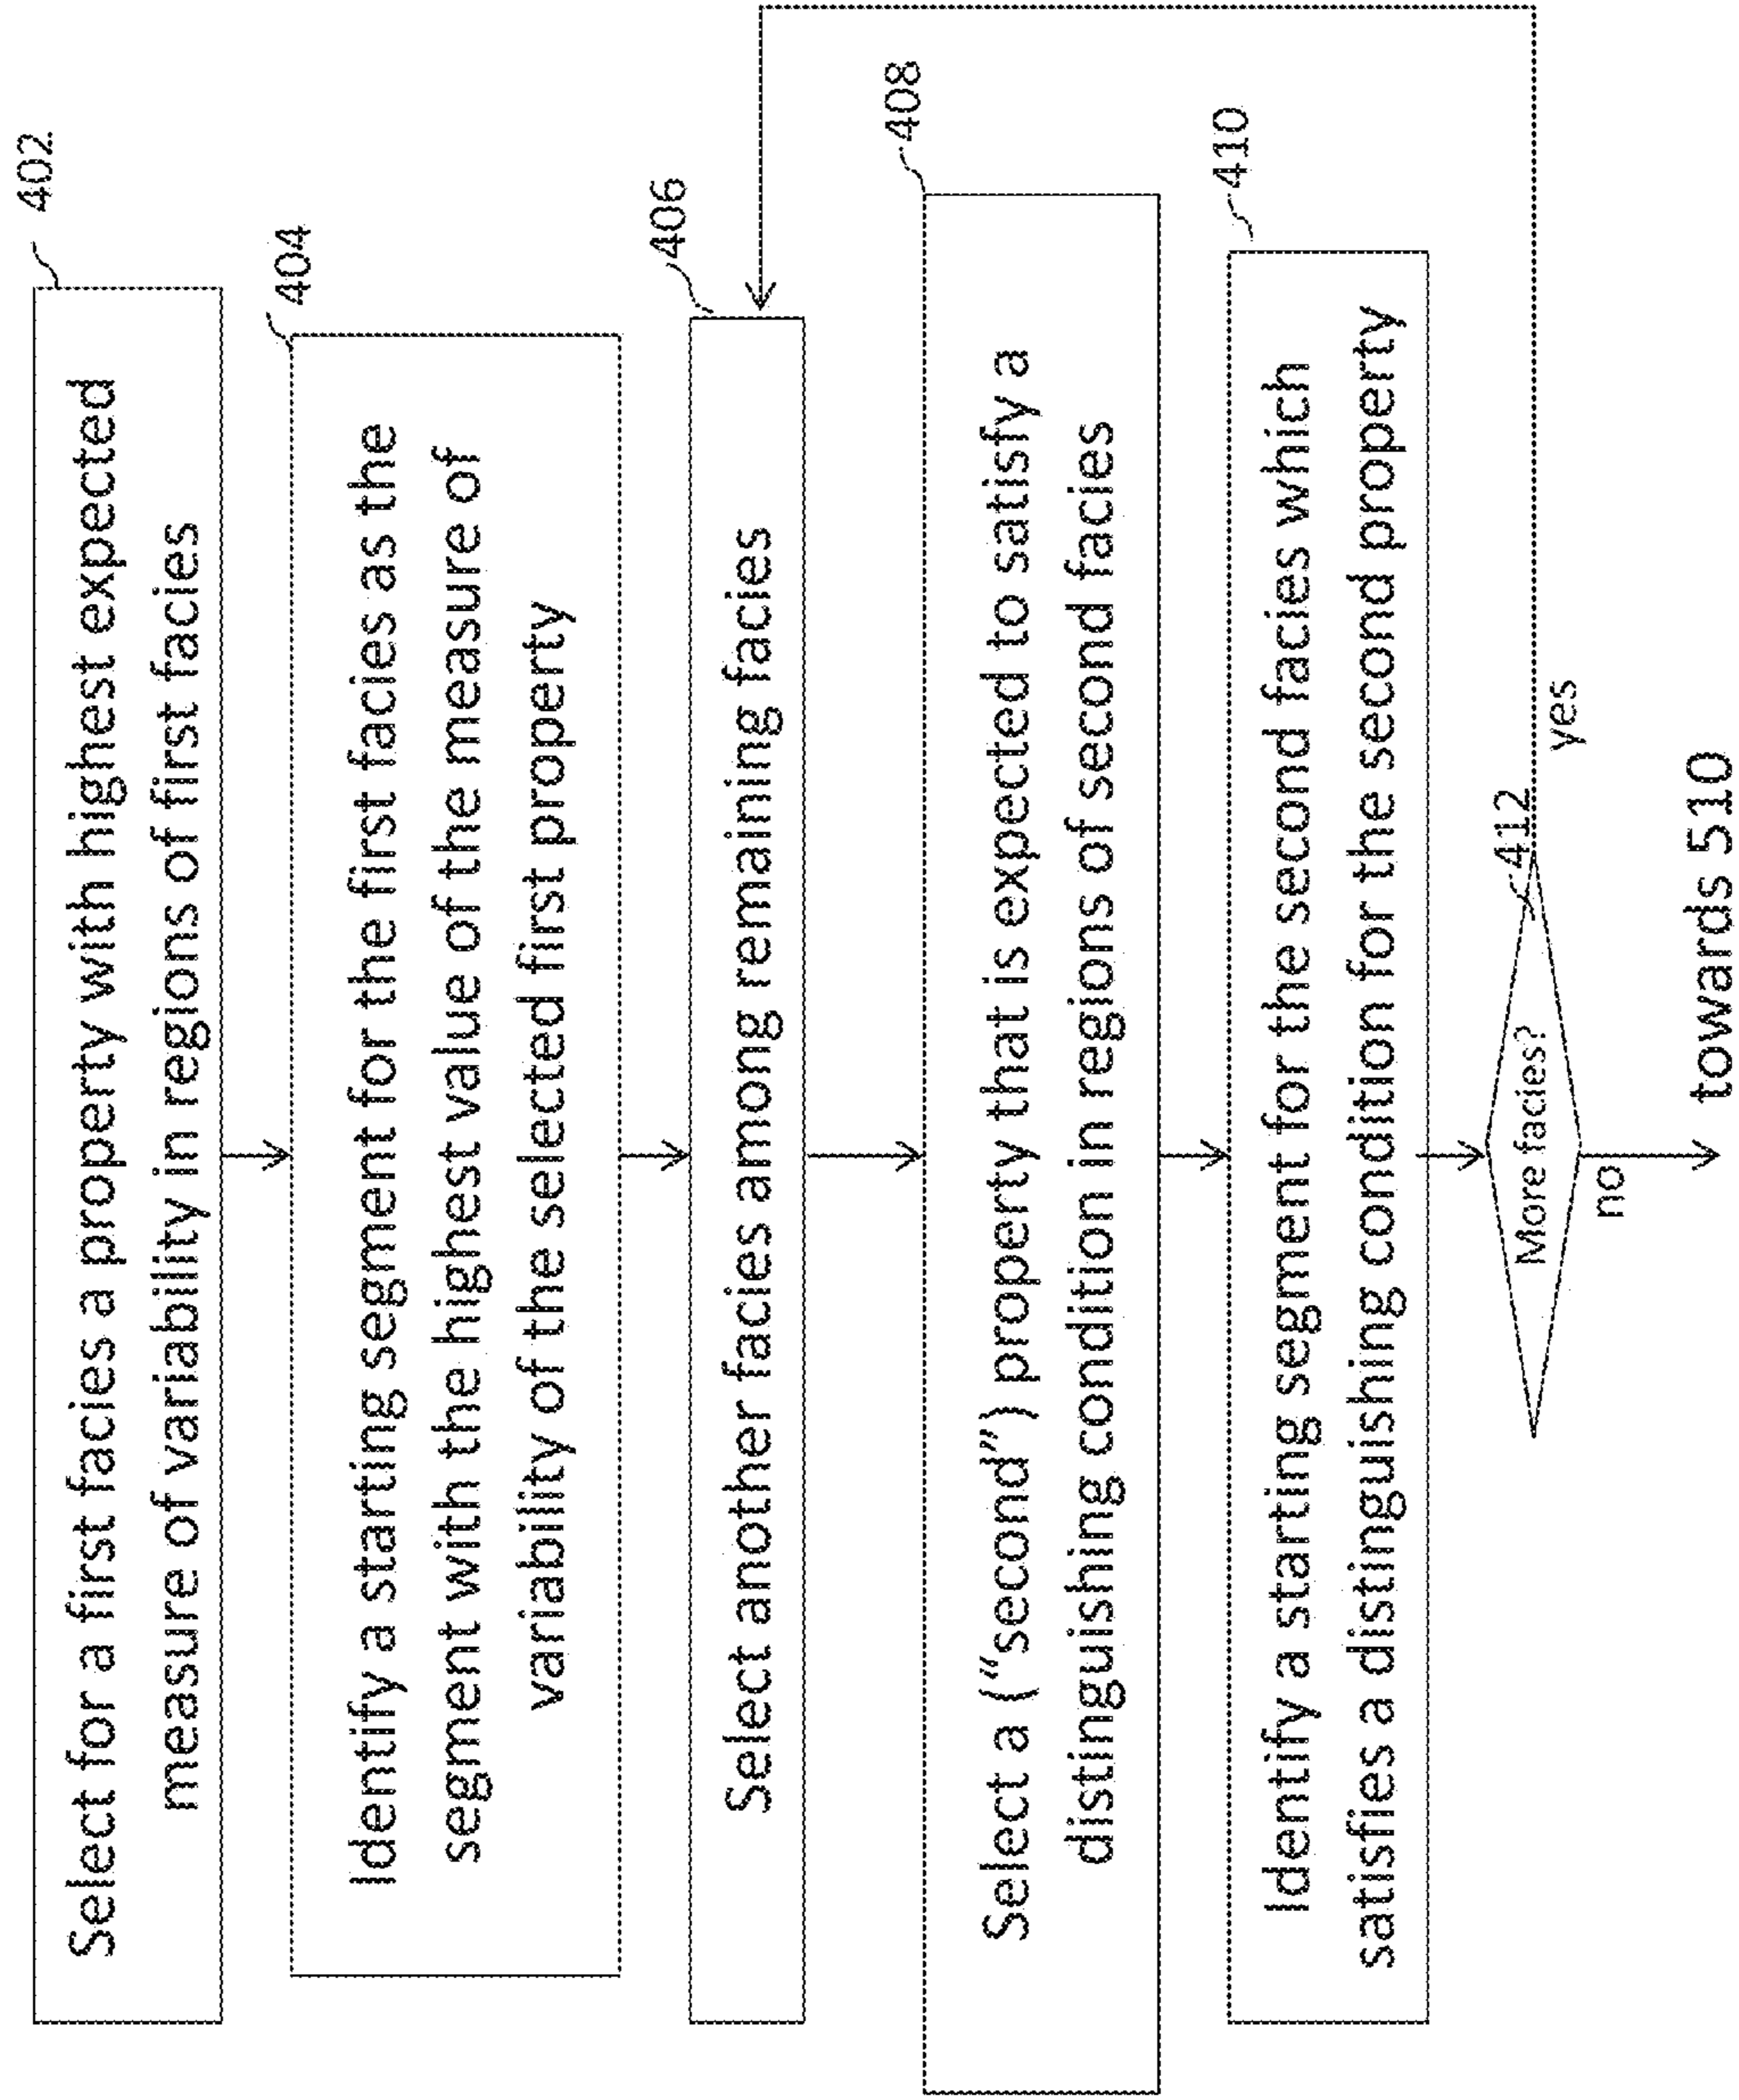 402
Select for a first facies a property with highest expected
measure of variability in regions of first facies
404
Identify a starting segment for the first facies as the
segment with the highest value of the measure of
variability of the selected first property
406
Select another facies among remaining facies
408
Select a (“second”) property that is expected to satisfy a
distinguishing condition in regions of second facies
410
Identify a starting segment for the second facies which
satisfies a distinguishing condition for the second property
412
More facies?
yes
no
towards 510